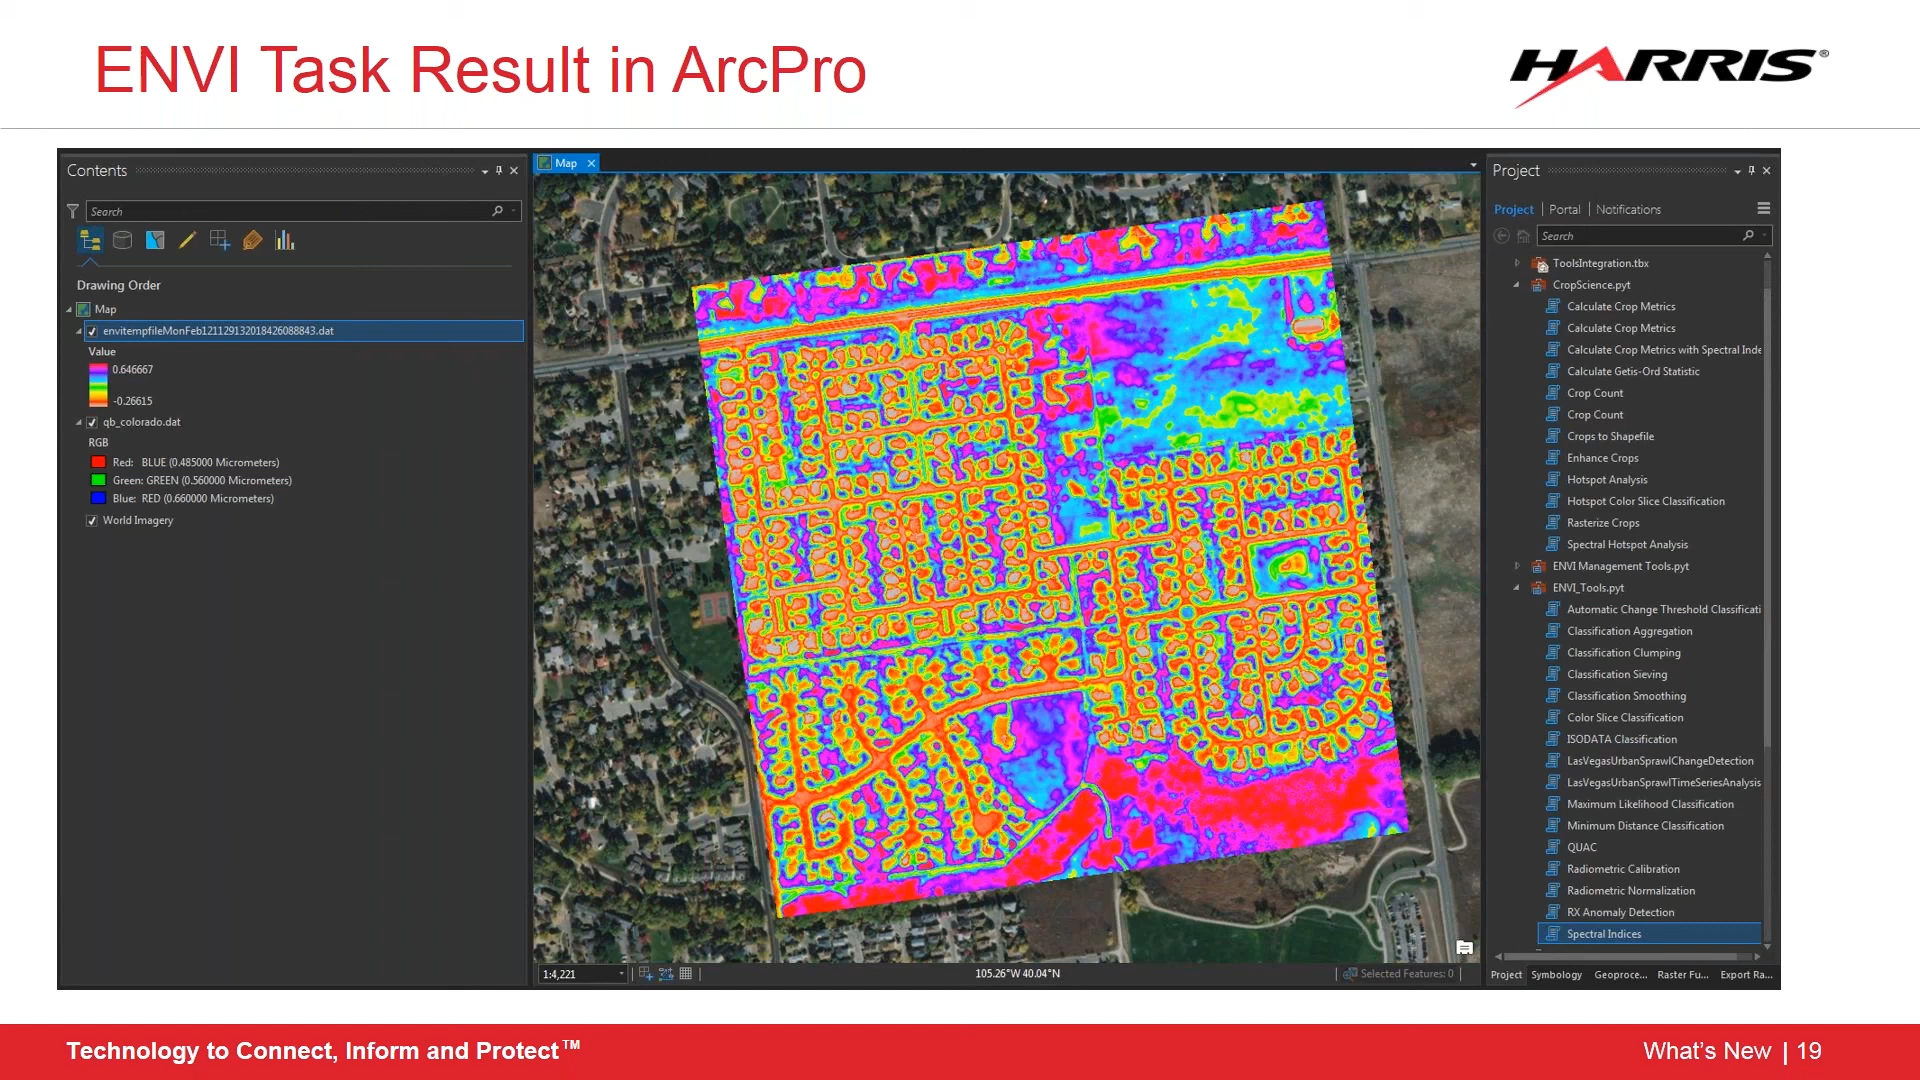 ENVI Task Result in ArcPro
HARRIS®
Contents
Search
Drawing Order
Map
envitempfileMonFeb121129132018426088843.dat
Value
0.646667
-0.26615
qb_colorado.dat
RGB
Red: BLUE (0.485000 Micrometers)
Green: GREEN (0.560000 Micrometers)
Blue: RED (0.660000 Micrometers)
World Imagery
Map
1:4,221
105.26°W 40.04°N
Selected Features: 0
Project
Project | Portal | Notifications
Search
ToolsIntegration.tbx
CropScience.pyt
Calculate Crop Metrics
Calculate Crop Metrics
Calculate Crop Metrics with Spectral Inde
Calculate Getis-Ord Statistic
Crop Count
Crop Count
Crops to Shapefile
Enhance Crops
Hotspot Analysis
Hotspot Color Slice Classification
Rasterize Crops
Spectral Hotspot Analysis
ENVI Management Tools.pyt
ENVI_Tools.pyt
Automatic Change Threshold Classificati
Classification Aggregation
Classification Clumping
Classification Sieving
Classification Smoothing
Color Slice Classification
ISODATA Classification
LasVegasUrbanSprawlChangeDetection
LasVegasUrbanSprawlTimeSeriesAnalysis
Maximum Likelihood Classification
Minimum Distance Classification
QUAC
Radiometric Calibration
Radiometric Normalization
RX Anomaly Detection
Spectral Indices
Project Symbology Geoproce... Raster Fu... Export Ra...
Technology to Connect, Inform and Protect™
What's New | 19